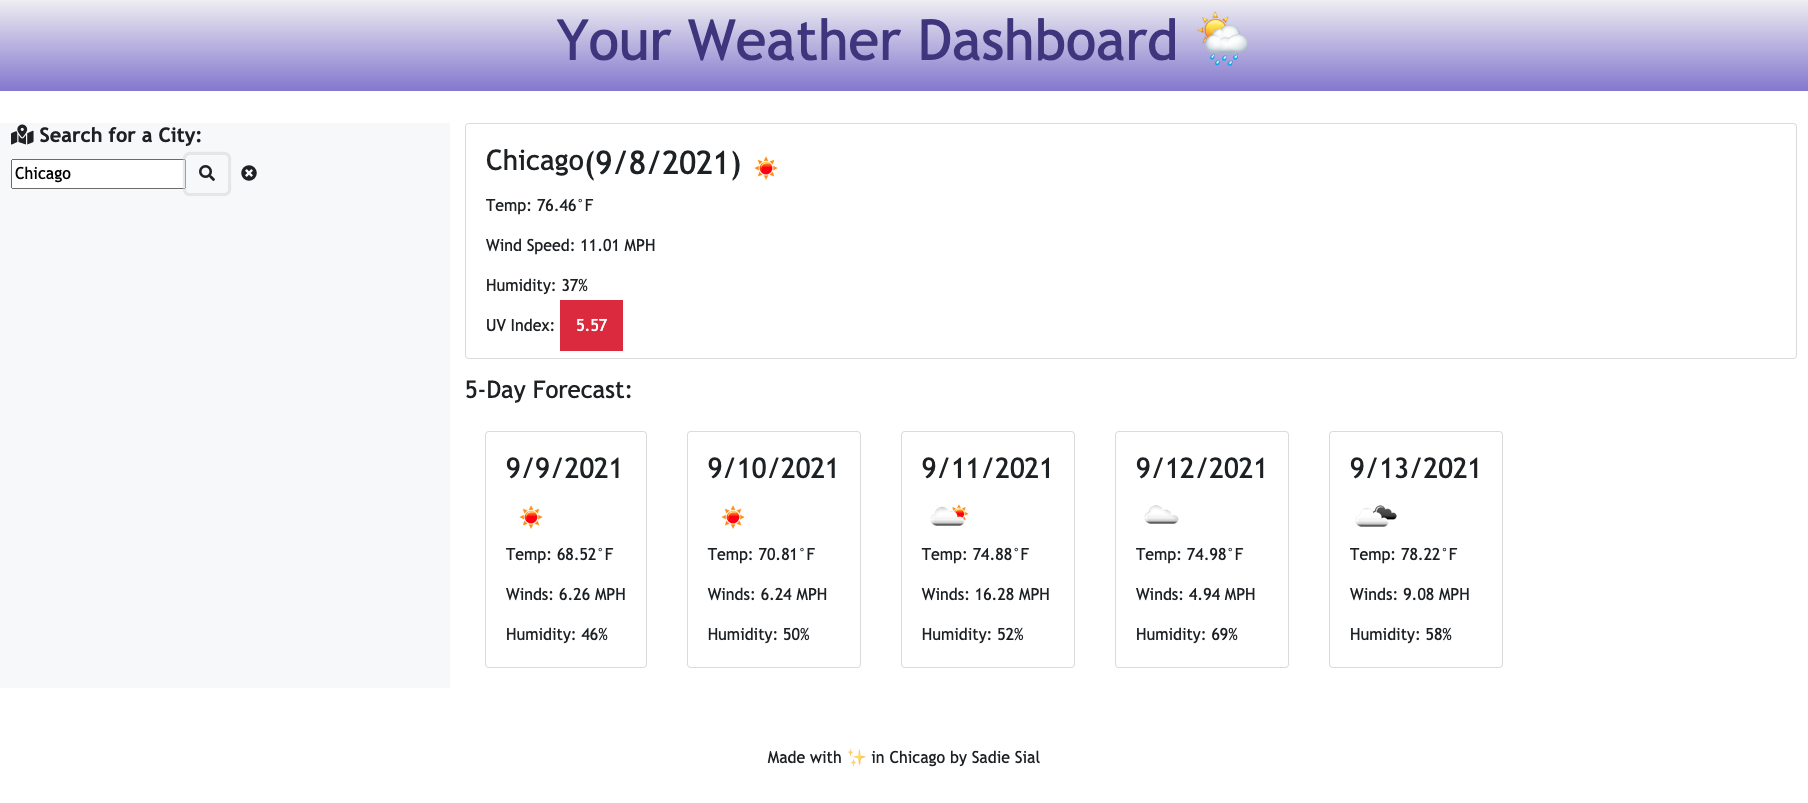 Your Weather Dashboard
Search for a City:
Chicago
Chicago(9/8/2021)
Temp: 76.46°F
Wind Speed: 11.01 MPH
Humidity: 37%
UV Index: 5.57
5-Day Forecast:
9/9/2021
Temp: 68.52°F
Winds: 6.26 MPH
Humidity: 46%
9/10/2021
Temp: 70.81°F
Winds: 6.24 MPH
Humidity: 50%
9/11/2021
Temp: 74.88°F
Winds: 16.28 MPH
Humidity: 52%
9/12/2021
Temp: 74.98°F
Winds: 4.94 MPH
Humidity: 69%
9/13/2021
Temp: 78.22°F
Winds: 9.08 MPH
Humidity: 58%
Made with ✨ in Chicago by Sadie Sial